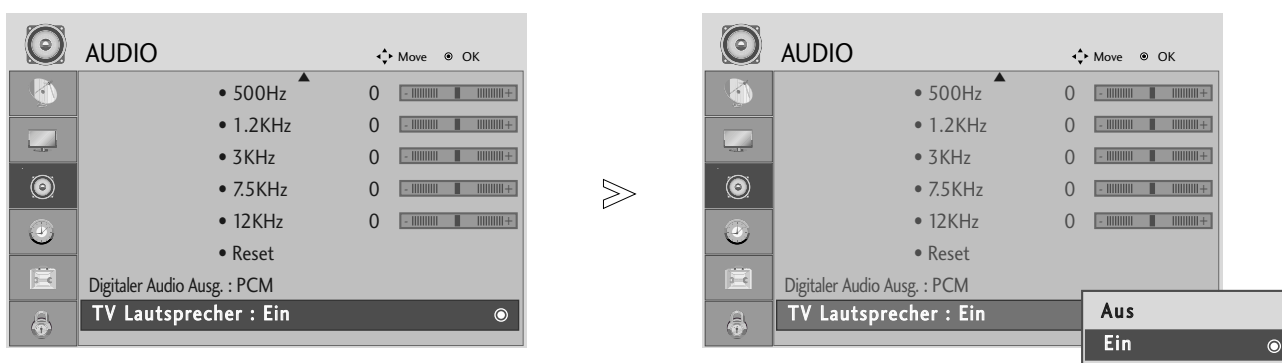 AUDIO Move OK
• 500Hz 0 - +
• 1.2KHz 0 - +
• 3KHz 0 - +
• 7.5KHz 0 - +
• 12KHz 0 - +
• Reset
Digitaler Audio Ausg. : PCM
TV Lautsprecher : Ein
AUDIO Move OK
• 500Hz 0 - +
• 1.2KHz 0 - +
• 3KHz 0 - +
• 7.5KHz 0 - +
• 12KHz 0 - +
• Reset
Digitaler Audio Ausg. : PCM
TV Lautsprecher : Ein
Aus
Ein